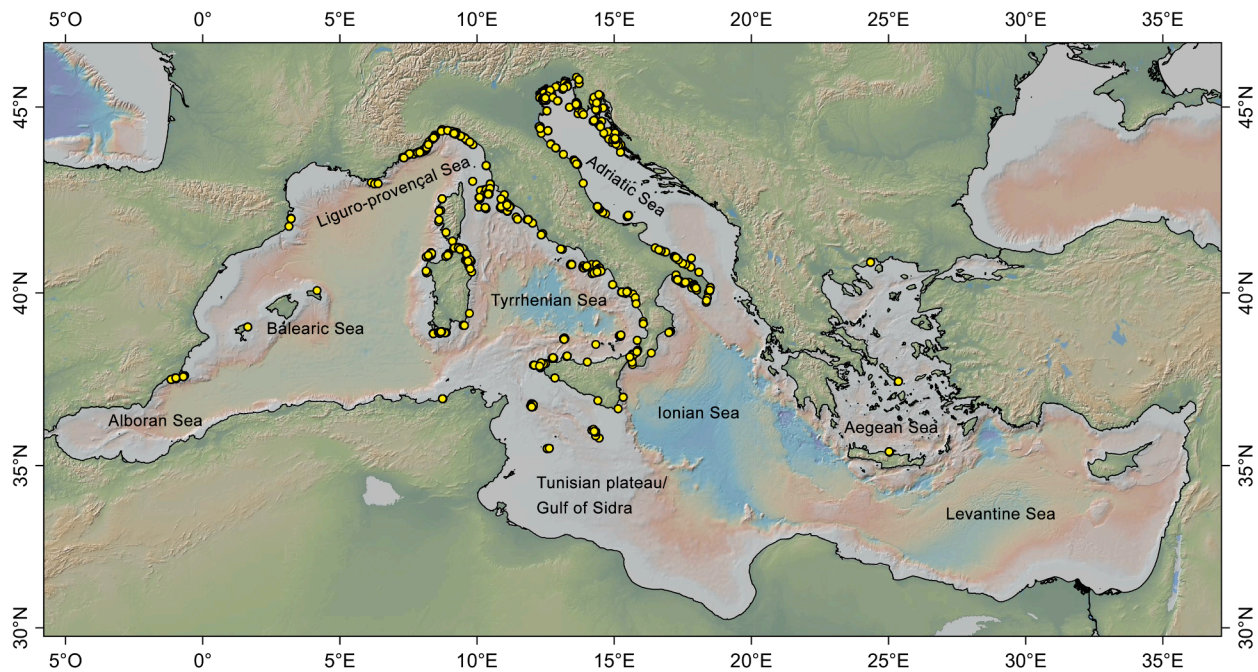 5°O 0° 5°O 10°O 15°O 20°O 25°O 30°O 35°O
45°N 45°N
Adriatic Sea
Liguro-provençal Sea
40°N 40°N
Tyrrhenian Sea
Balearic Sea
Alboran Sea
Ionian Sea
Aegean Sea
35°N 35°N
Tunisian plateau/
Gulf of Sidra
Levantine Sea
30°N 30°N
5°O 0° 5°O 10°O 15°O 20°O 25°O 30°O 35°O